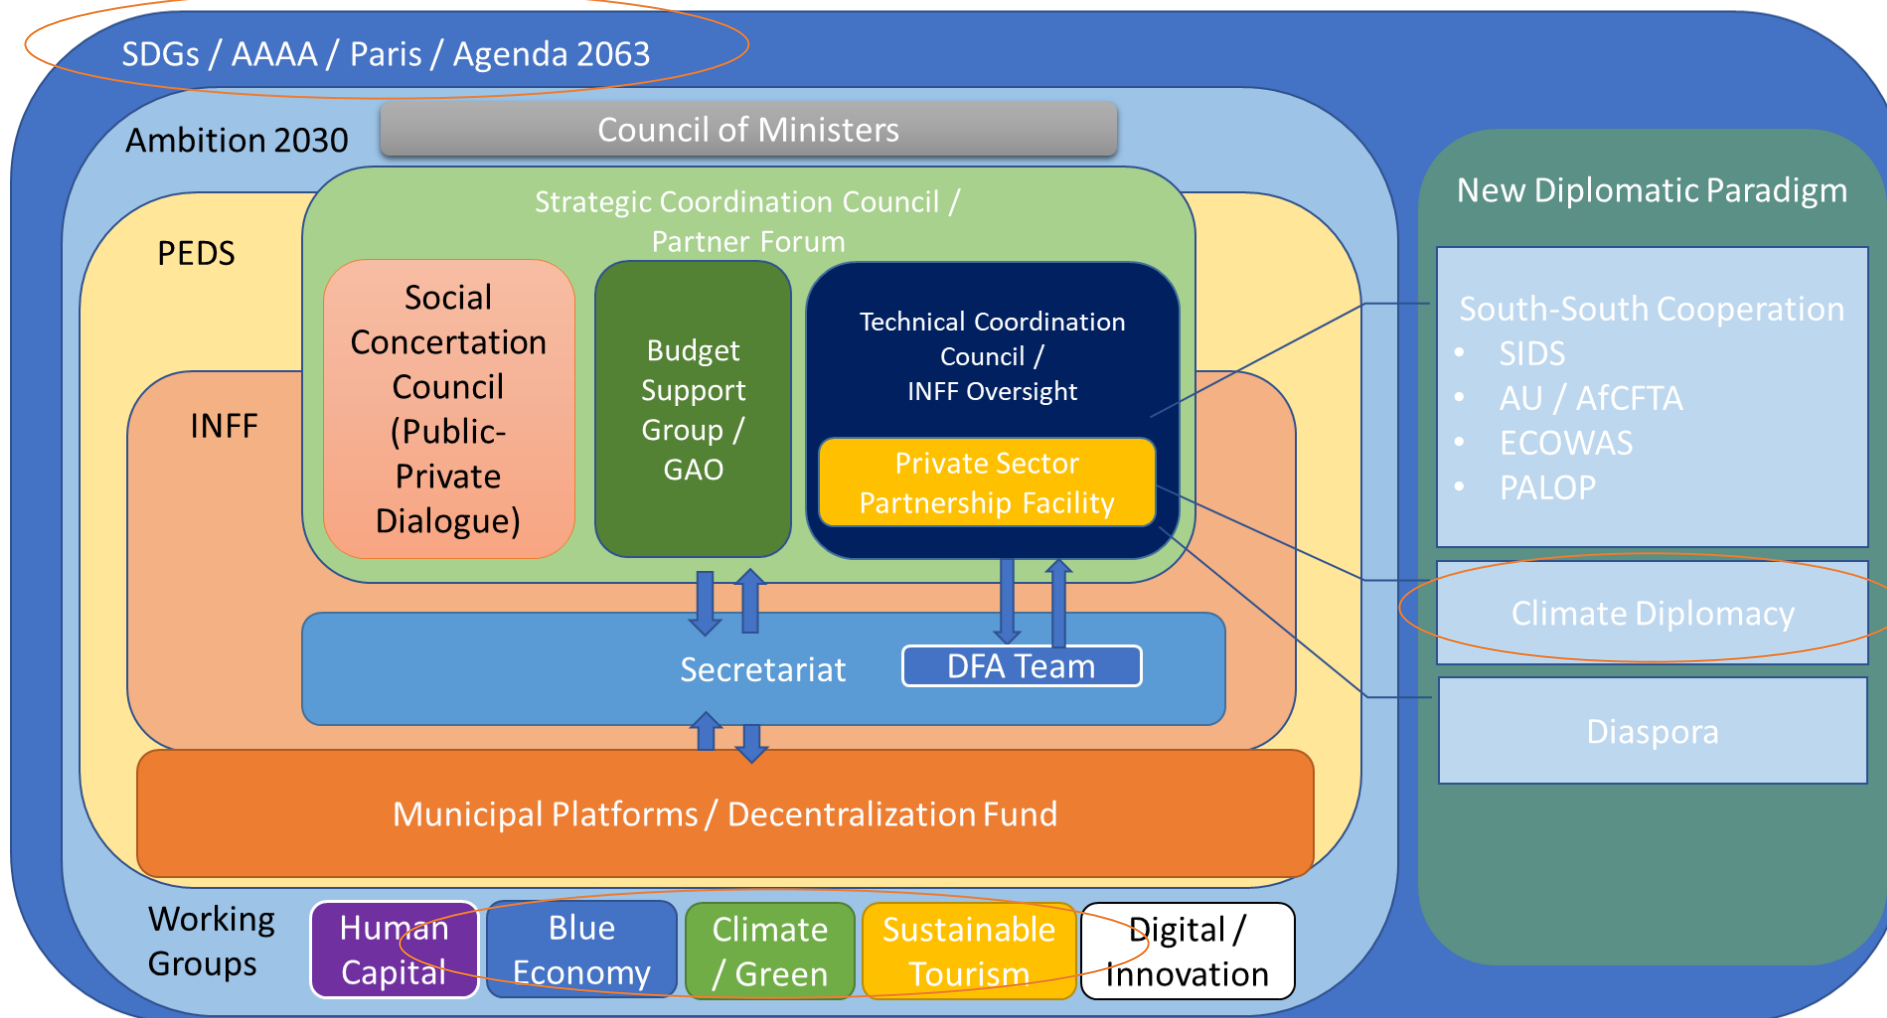 SDGs / AAAA / Paris / Agenda 2063
Ambition 2030
Council of Ministers
Strategic Coordination Council /
Partner Forum
PEDS
INFF
Social
Concertation
Council
(Public-
Private
Dialogue)
Budget
Support
Group /
GAO
Technical Coordination
Council /
INFF Oversight
Private Sector
Partnership Facility
Secretariat
DFA Team
Municipal Platforms / Decentralization Fund
Working
Groups
Human
Capital
Blue
Economy
Climate
/ Green
Sustainable
Tourism
Digital /
Innovation
New Diplomatic Paradigm
South-South Cooperation
• SIDS
• AU / AfCFTA
• ECOWAS
• PALOP
Climate Diplomacy
Diaspora